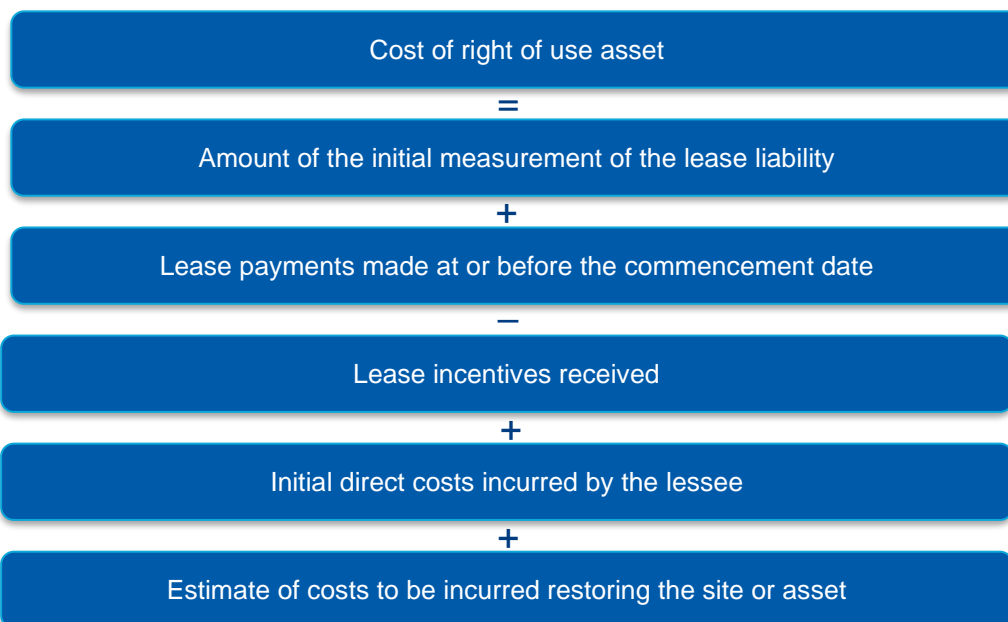 Cost of right of use asset
=
Amount of the initial measurement of the lease liability
+
Lease payments made at or before the commencement date
–
Lease incentives received
+
Initial direct costs incurred by the lessee
+
Estimate of costs to be incurred restoring the site or asset